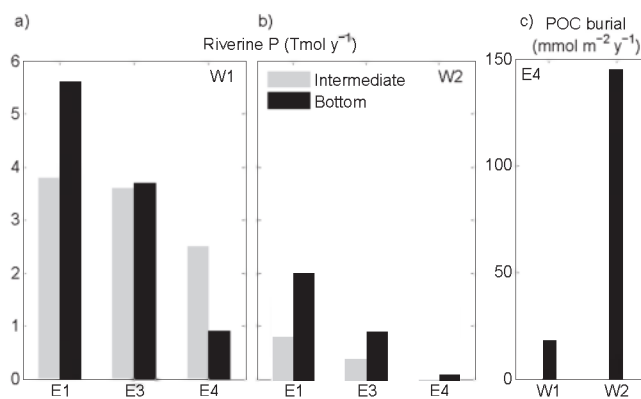 a)
b)
c) POC burial
Riverine P (Tmol y⁻¹)
(mmol m⁻² y⁻¹)
W1
W2
E4
Intermediate
Bottom
6
5
4
3
2
1
0
150
100
50
0
E1 E3 E4
E1 E3 E4
W1 W2